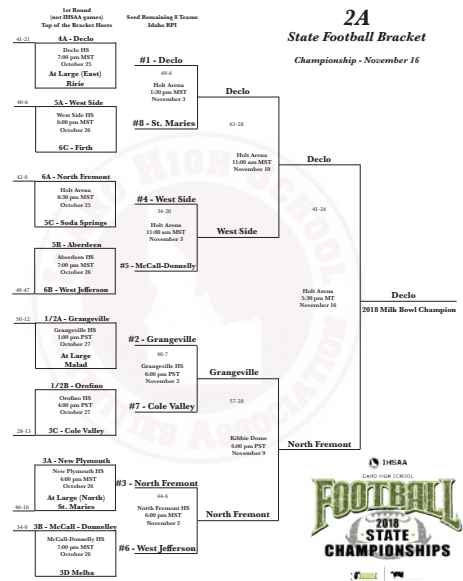 1st Round
(not IHSAA games)
Top of the Bracket Hosts
Seed Remaining 8 Teams
Idaho RPI
2A
State Football Bracket
Championship - November 16
41-21
4A - Declo
Declo HS
7:00 pm MST
October 25
At Large (East)
Ririe
40-6
5A - West Side
West Side HS
6:00 pm MST
October 26
6C - Firth
42-0
6A - North Fremont
Holt Arena
8:30 pm MST
October 25
5C - Soda Springs
5B - Aberdeen
Aberdeen HS
7:00 pm MST
October 26
49-47
6B - West Jefferson
50-12
1/2A - Grangeville
Grangeville HS
1:00 pm PST
October 27
At Large
Malad
1/2B - Orofino
Orofino HS
4:00 pm PST
October 27
28-13
3C - Cole Valley
3A - New Plymouth
New Plymouth HS
4:00 pm MST
October 26
At Large (North)
46-16
St. Maries
34-0
3B - McCall - Donnelley
McCall-Donnelly HS
7:00 pm MST
October 26
3D Melba
#1 - Declo
49-6
Holt Arena
1:30 pm MST
November 3
#8 - St. Maries
#4 - West Side
34-20
Holt Arena
11:00 am MST
November 3
#5 - McCall-Donnelly
#2 - Grangeville
40-7
Grangeville HS
6:00 pm PST
November 2
#7 - Cole Valley
#3 - North Fremont
44-6
North Fremont HS
6:00 pm MST
November 2
#6 - West Jefferson
Declo
61-28
Holt Arena
11:00 am MST
November 10
West Side
Grangeville
57-28
Kibbie Dome
6:00 pm PST
November 9
North Fremont
Declo
41-24
Holt Arena
5:30 pm MT
November 16
North Fremont
Declo
2018 Milk Bowl Champion
IDAHO HIGH SCHOOL ACTIVITIES ASSOCIATION
IHSAA
IDAHO HIGH SCHOOL
FOOTBALL
2018
STATE
CHAMPIONSHIPS